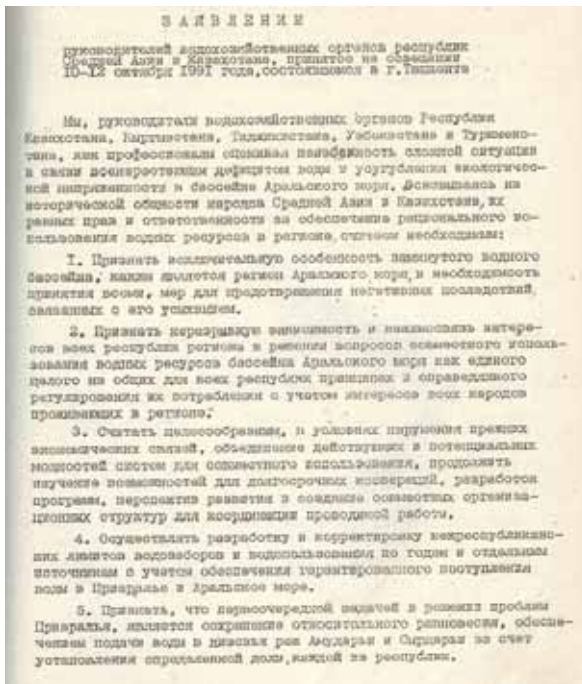 ЗАЯВЛЕНИЕ
руководителей водохозяйственных органов республик
Средней Азии и Казахстана, принятое на совещании
10-12 октября 1991 года, состоявшемся в г.Ташкенте
Мы, руководители водохозяйственных органов Республик
Казахстана, Кыргызстана, Таджикистана, Узбекистана и Туркмени-
стана, как профессионалы сознавая неизбежность сложной ситуации
в связи с нарастающим дефицитом воды и усугубления экологичес-
кой напряженности в бассейне Аральского моря. Основываясь на
исторической общности народов Средней Азии и Казахстана, их
равных прав и ответственности за обеспечение рационального ис-
пользования водных ресурсов в регионе, считаем необходимым:
1. Признать исключительную особенность замкнутого водного
бассейна, каким является регион Аральского моря и необходимость
принятия всеми, мер для предотвращения негативных последствий,
связанных с его усыханием.
2. Признать неразрывную зависимость и взаимосвязь интере-
сов всех республик региона в решении вопросов совместного исполь-
зования водных ресурсов бассейна Аральского моря как единого
целого на общих для всех республик принципах и справедливого
регулирования их потребления с учетом интересов всех народов
проживающих в регионе.
3. Считать целесообразным, в условиях нарушения прежних
экономических связей, объединение действующих и потенциальных
мощностей систем для совместного использования, продолжить
изучение возможностей для долгосрочных коопераций, разработок
программ, перспектив развития и создание совместных организа-
ционных структур для координации проводимой работы.
4. Осуществлять разработку и корректировку межреспубликанс-
ких лимитов водозаборов и водопользования по годам и отдельным
источникам с учетом обеспечения гарантированного поступления
воды в Приаралье и Аральское море.
5. Признать, что первоочередной задачей в решении проблем
Приаралья, является сохранение относительного равновесия, обеспе-
чением подачи воды в низовья рек Амударьи и Сырдарьи за счет
установления определенной доли, каждой из республик.